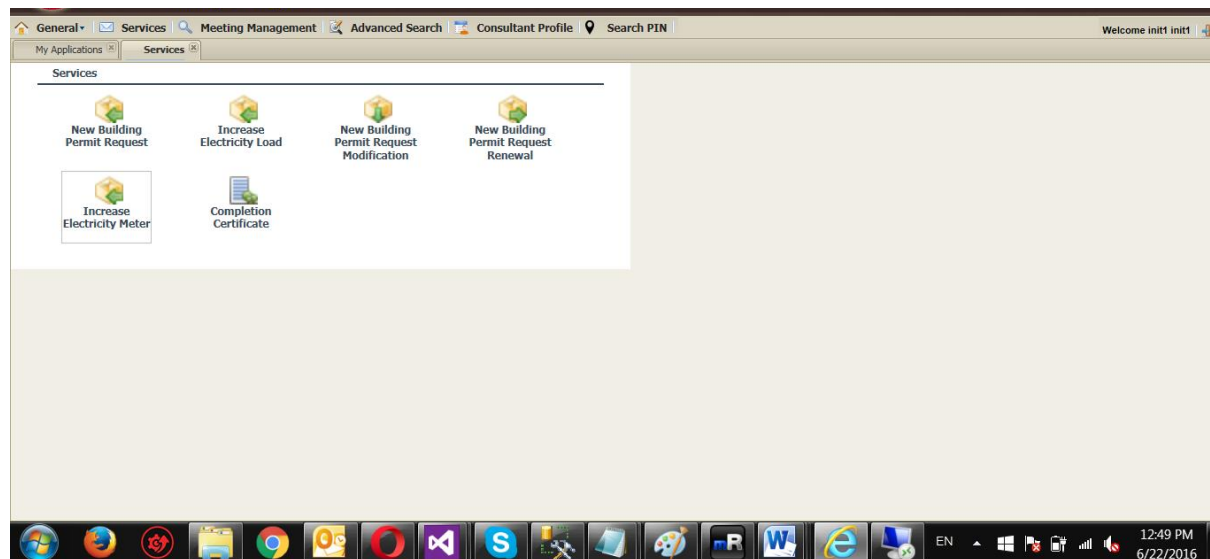 General Services Meeting Management Advanced Search Consultant Profile Search PIN Welcome init1 init1
My Applications Services
Services
New Building
Permit Request
Increase
Electricity Load
New Building
Permit Request
Modification
New Building
Permit Request
Renewal
Increase
Electricity Meter
Completion
Certificate
mR W EN 12:49 PM
6/22/2016